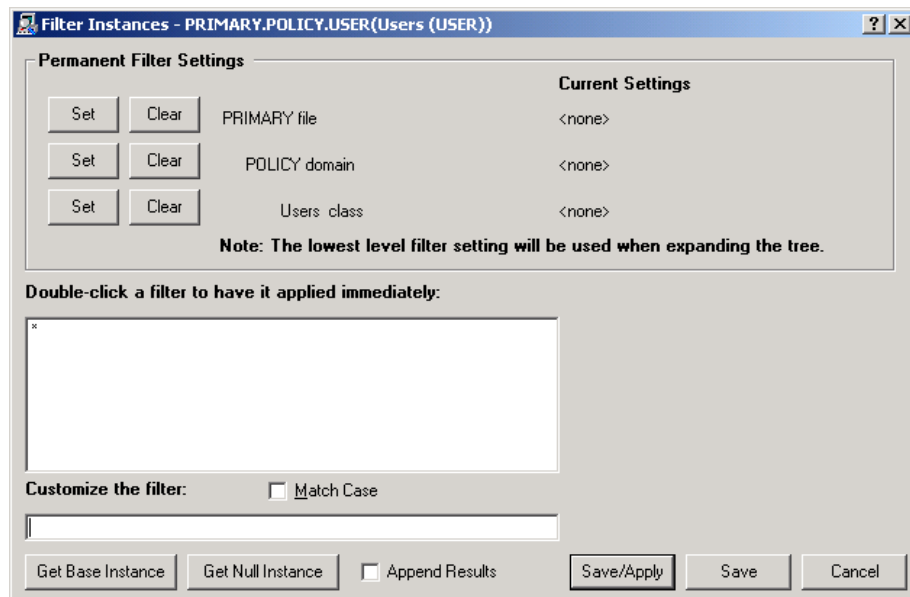 Filter Instances - PRIMARY.POLICY.USER(Users (USER))
Permanent Filter Settings
Current Settings
Set Clear PRIMARY file <none>
Set Clear POLICY domain <none>
Set Clear Users class <none>
Note: The lowest level filter setting will be used when expanding the tree.
Double-click a filter to have it applied immediately:
*
Customize the filter: Match Case
Get Base Instance Get Null Instance Append Results Save/Apply Save Cancel